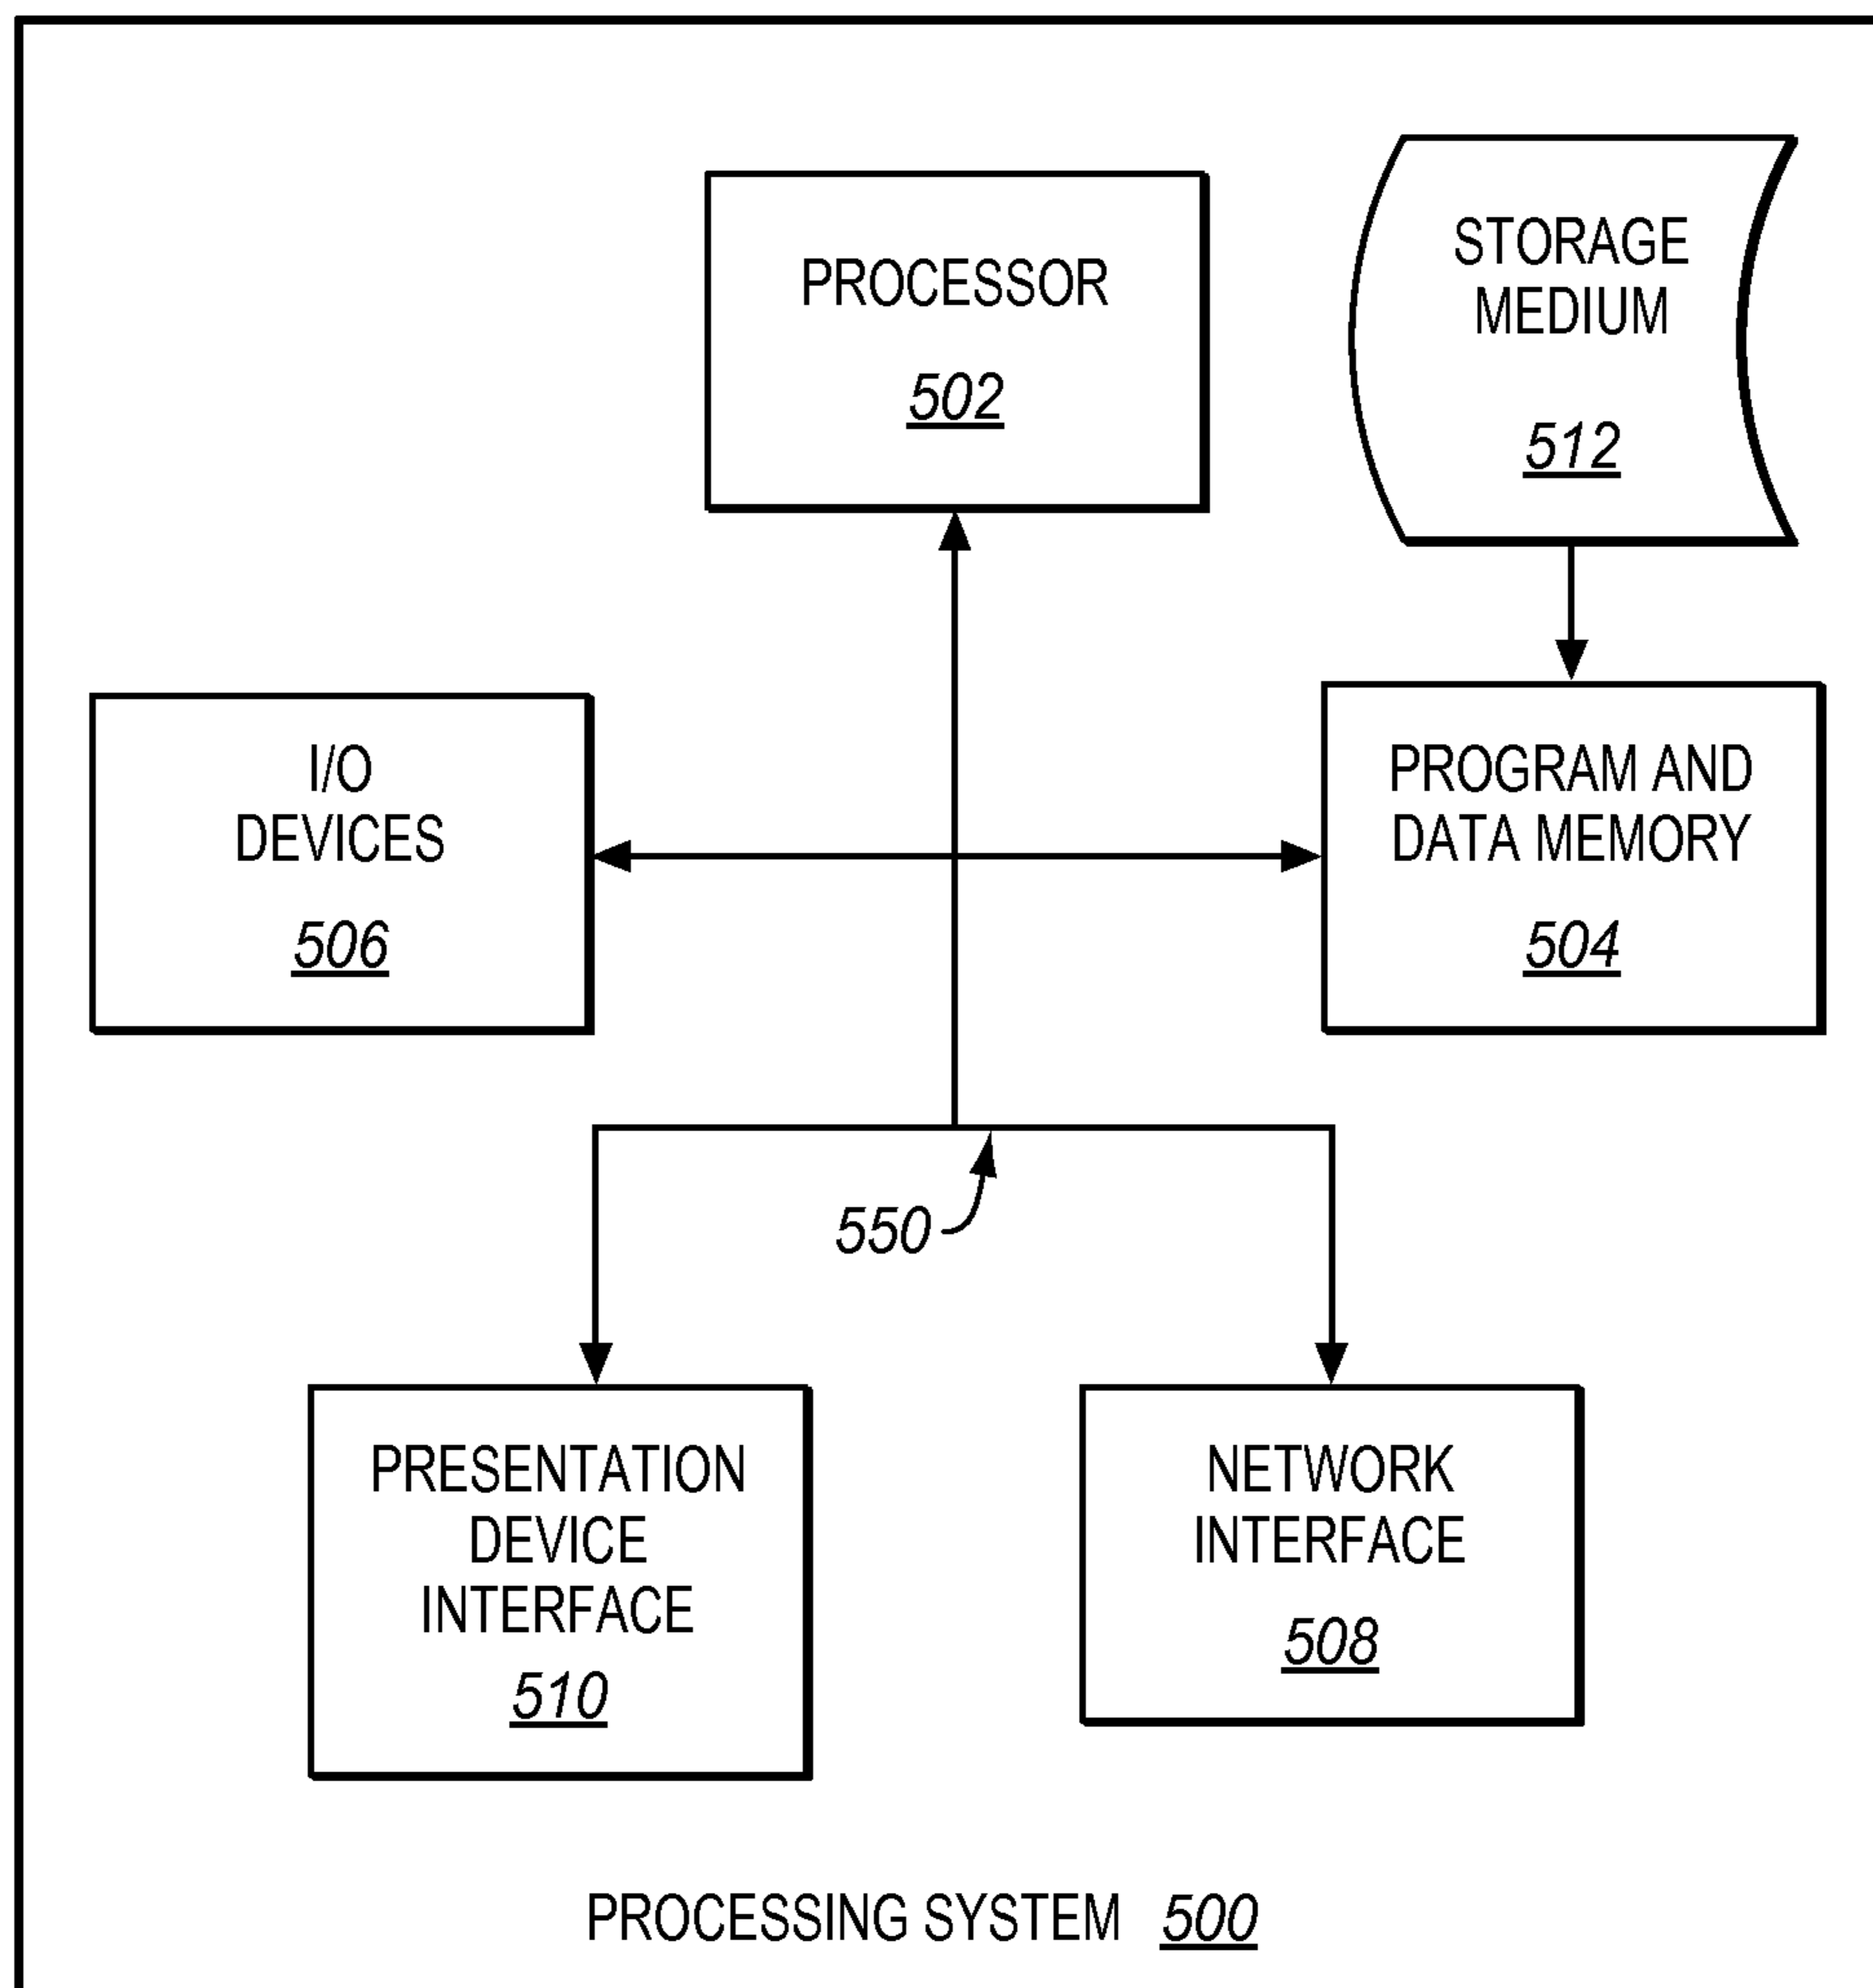 PROCESSOR
502
STORAGE
MEDIUM
512
I/O
DEVICES
506
PROGRAM AND
DATA MEMORY
504
550
PRESENTATION
DEVICE
INTERFACE
510
NETWORK
INTERFACE
508
PROCESSING SYSTEM 500